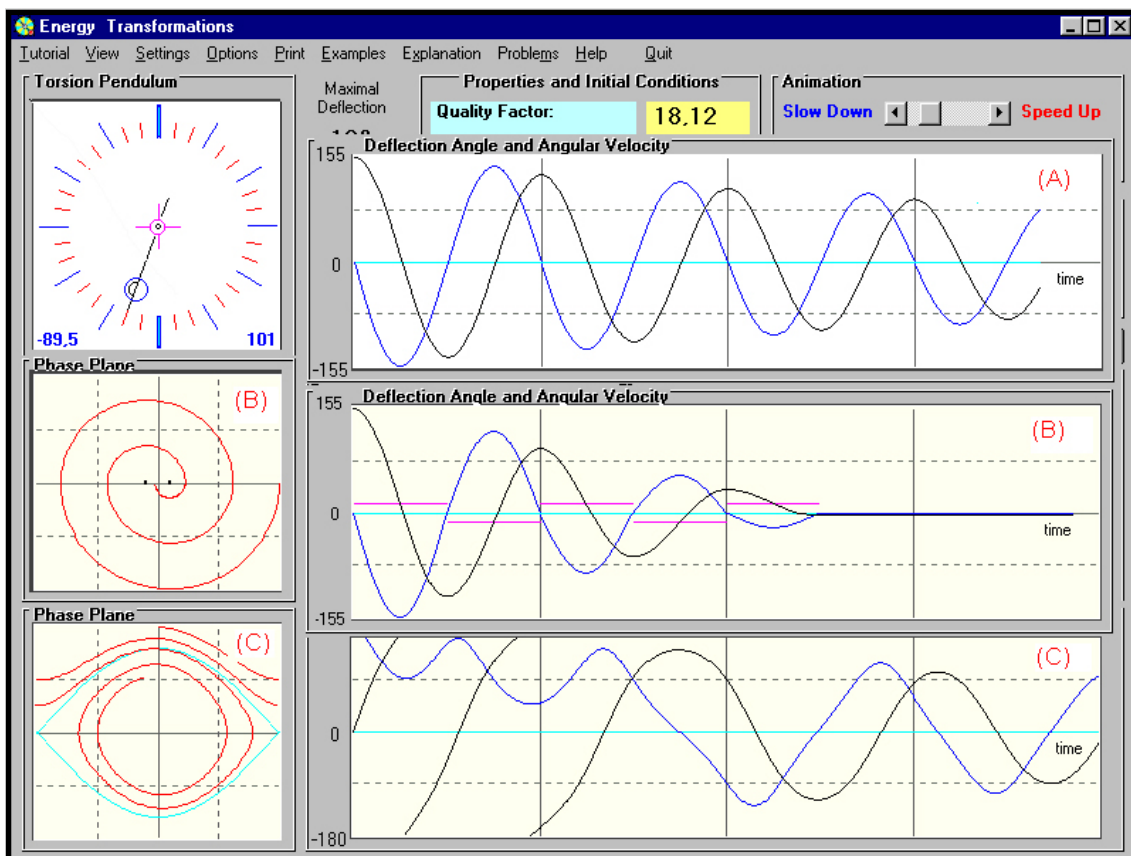 Energy Transformations
Tutorial View Settings Options Print Examples Explanation Problems Help Quit
Torsion Pendulum
-89,5 101
Maximal
Deflection
Properties and Initial Conditions
Quality Factor: 18,12
Animation
Slow Down Speed Up
Deflection Angle and Angular Velocity
155
(A)
0
time
-155
Phase Plane
(B)
Deflection Angle and Angular Velocity
155
(B)
0
time
-155
Phase Plane
(C)
(C)
0
time
-180